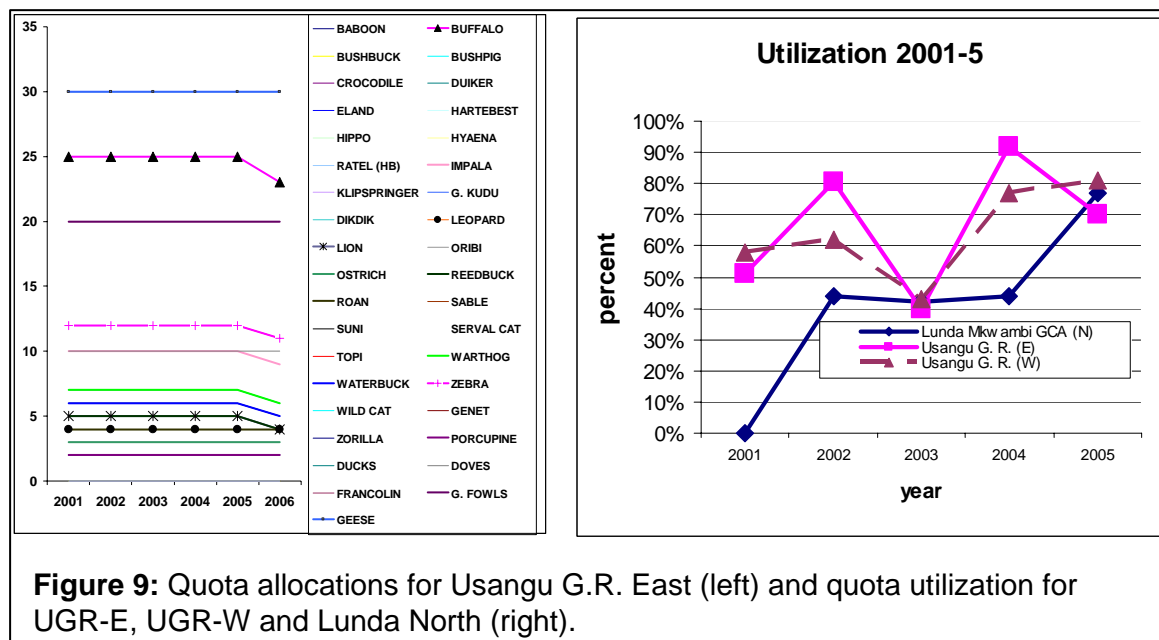 35
30
25
20
15
10
5
0
2001 2002 2003 2004 2005 2006
BABOON BUFFALO
BUSHBUCK BUSHPIG
CROCODILE DUIKER
ELAND HARTEBEST
HIPPO HYAENA
RATEL (HB) IMPALA
KLIPSPRINGER G. KUDU
DIKDIK LEOPARD
LION ORIBI
OSTRICH REEDBUCK
ROAN SABLE
SUNI SERVAL CAT
TOPI WARTHOG
WATERBUCK ZEBRA
WILD CAT GENET
ZORILLA PORCUPINE
DUCKS DOVES
FRANCOLIN G. FOWLS
GEESE
Utilization 2001-5
percent
100%
90%
80%
70%
60%
50%
40%
30%
20%
10%
0%
Lunda Mkwambi GCA (N)
Usangu G. R. (E)
Usangu G. R. (W)
2001 2002 2003 2004 2005
year
Figure 9: Quota allocations for Usangu G.R. East (left) and quota utilization for
UGR-E, UGR-W and Lunda North (right).